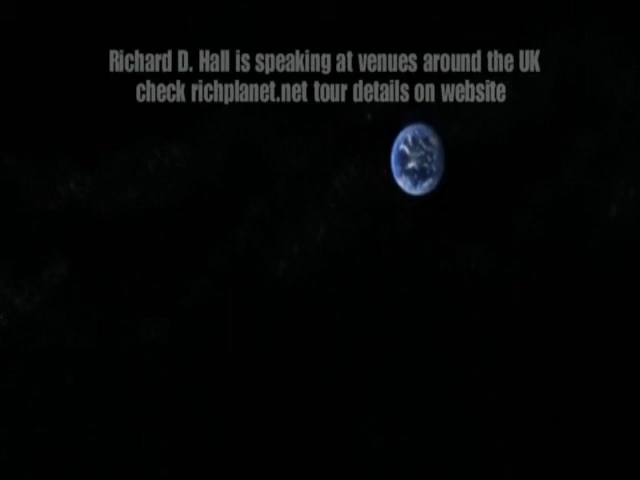 Richard D. Hall is speaking at venues around the UK
check richplanet.net tour details on website